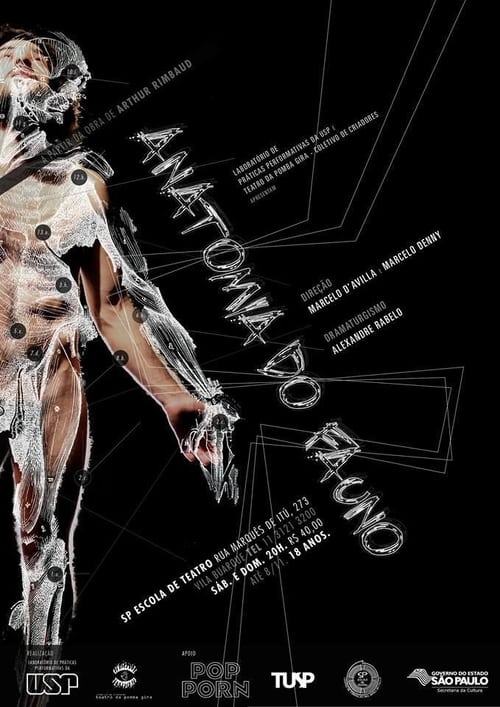 A PARTIR DA OBRA DE ARTHUR RIMBAUD
LABORATÓRIO DE
PRÁTICAS PERFORMATIVAS DA USP E
TEATRO DA POMBA GIRA - COLETIVO DE CRIADORES
APRESENTAM
ANATOMIA DO FAUNO
DIREÇÃO
MARCELO D'AVILLA E MARCELO DENNY
DRAMATURGISMO
ALEXANDRE RABELO
SP ESCOLA DE TEATRO RUA MARQUÊS DE ITÚ, 273
VILA BUARQUE TEL 11/3121 3200
SÁB. E DOM. 20H. R$ 40,00
ATÉ 8/11. 18 ANOS.
REALIZAÇÃO
LABORATÓRIO DE PRÁTICAS
PERFORMATIVAS DA
USP
teatro da pomba gira
APOIO
POP
PORN
TUSP
SP
GOVERNO DO ESTADO
SÃO PAULO
Secretaria da Cultura